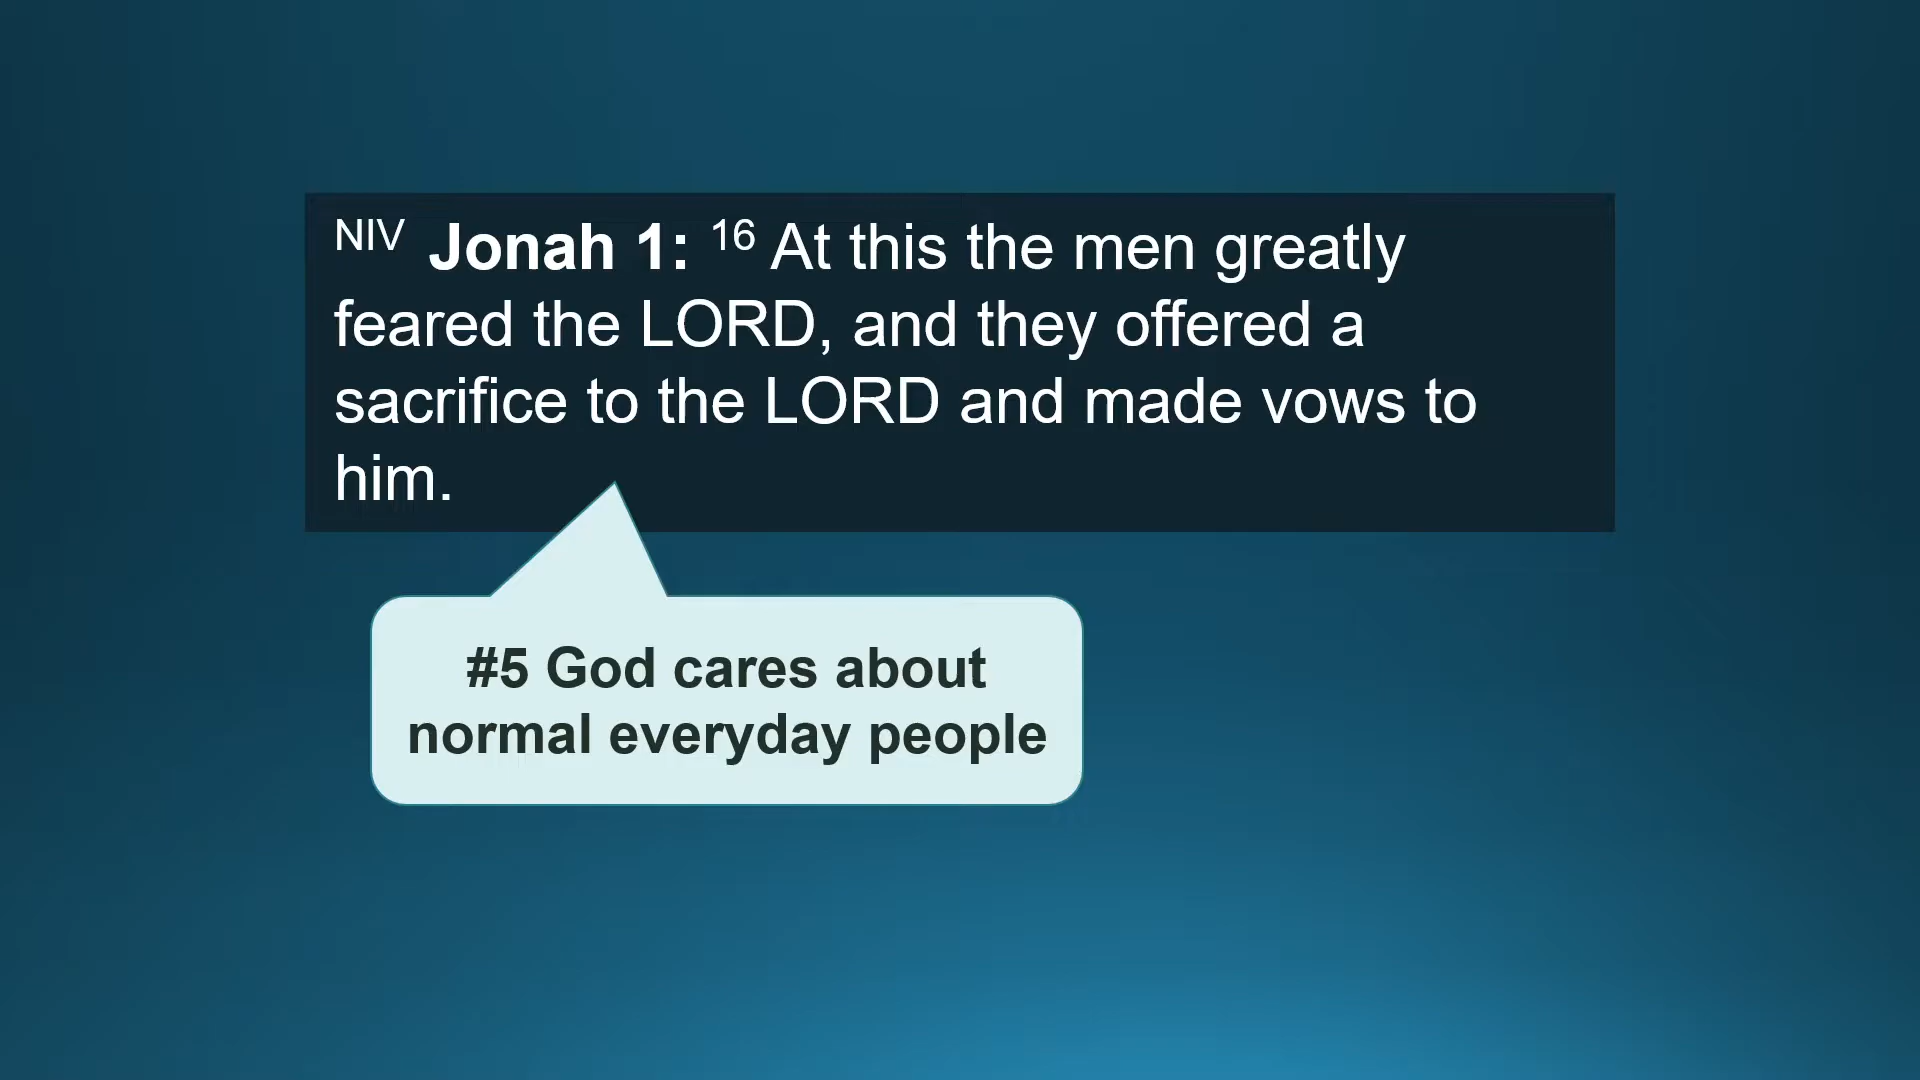 NIV Jonah 1: 16 At this the men greatly
feared the LORD, and they offered a
sacrifice to the LORD and made vows to
him.
#5 God cares about
normal everyday people